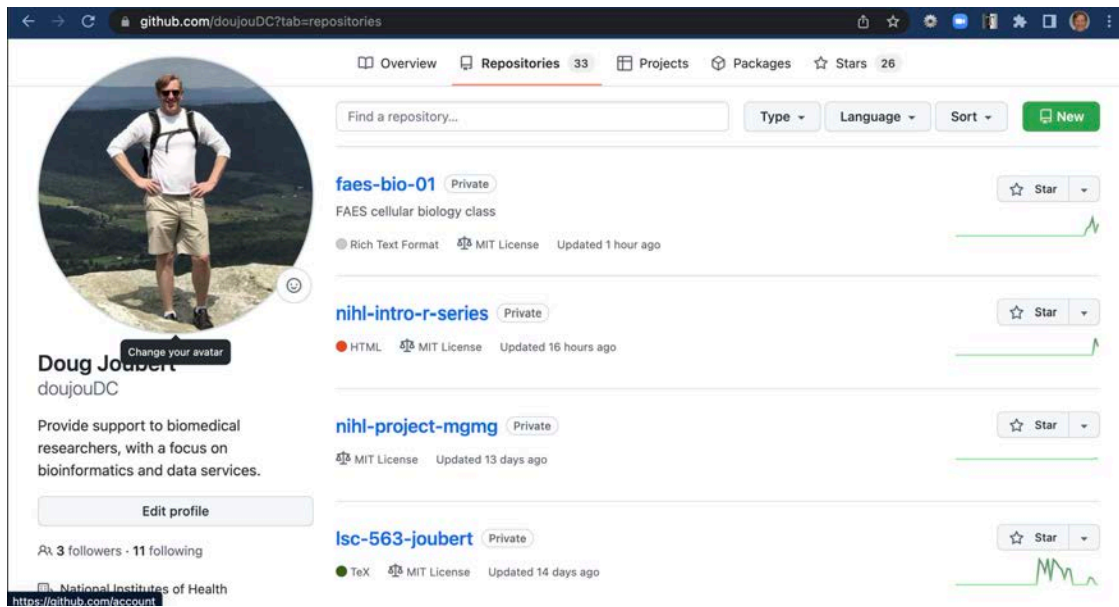 github.com/doujouDC?tab=repositories
Overview Repositories 33 Projects Packages Stars 26
Find a repository... Type Language Sort New
faes-bio-01 Private Star
FAES cellular biology class
Rich Text Format MIT License Updated 1 hour ago
nihl-intro-r-series Private Star
HTML MIT License Updated 16 hours ago
Change your avatar
Doug Joubert
doujouDC
Provide support to biomedical
researchers, with a focus on
bioinformatics and data services.
Edit profile
3 followers · 11 following
National Institutes of Health
https://github.com/account
nihl-project-mgmg Private Star
MIT License Updated 13 days ago
lsc-563-joubert Private Star
TeX MIT License Updated 14 days ago